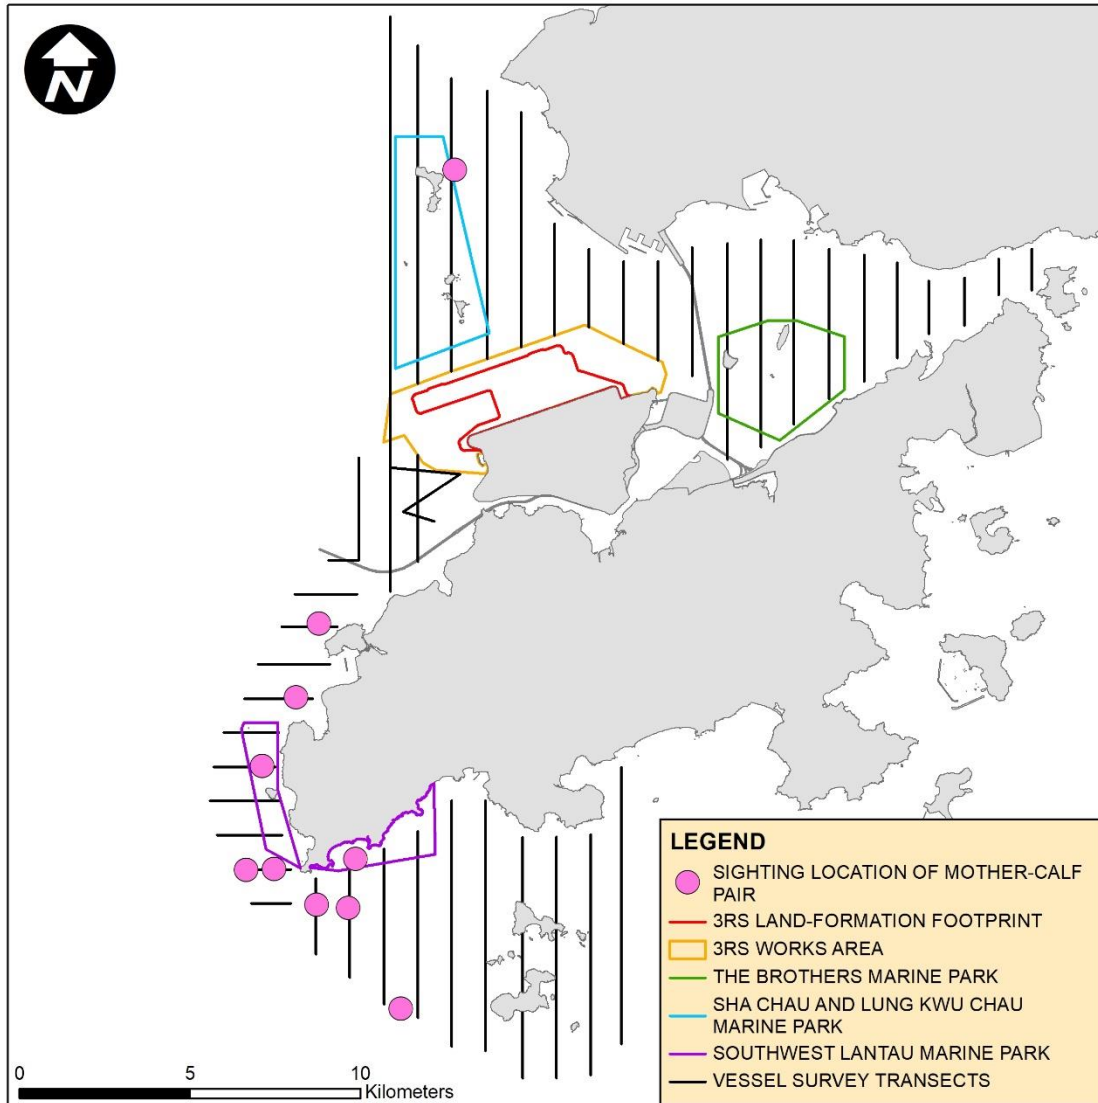 N
LEGEND
SIGHTING LOCATION OF MOTHER-CALF
PAIR
3RS LAND-FORMATION FOOTPRINT
3RS WORKS AREA
THE BROTHERS MARINE PARK
SHA CHAU AND LUNG KWU CHAU
MARINE PARK
SOUTHWEST LANTAU MARINE PARK
VESSEL SURVEY TRANSECTS
0 5 10
Kilometers